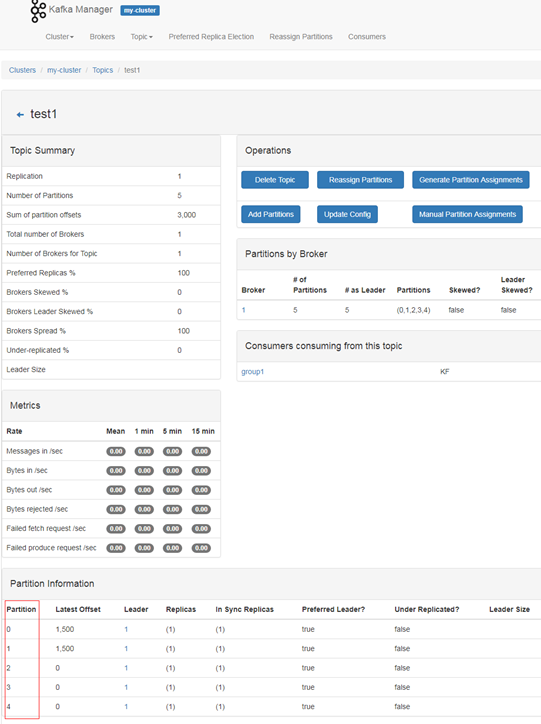 Kafka Manager my-cluster
Cluster Brokers Topic Preferred Replica Election Reassign Partitions Consumers
Clusters / my-cluster / Topics / test1
← test1
Topic Summary
Replication 1
Number of Partitions 5
Sum of partition offsets 3,000
Total number of Brokers 1
Number of Brokers for Topic 1
Preferred Replicas % 100
Brokers Skewed % 0
Brokers Leader Skewed % 0
Brokers Spread % 100
Under-replicated % 0
Leader Size
Operations
Delete Topic Reassign Partitions Generate Partition Assignments
Add Partitions Update Config Manual Partition Assignments
Partitions by Broker
Broker # of Partitions # as Leader Partitions Skewed? Leader Skewed?
1 5 5 (0,1,2,3,4) false false
Consumers consuming from this topic
group1 KF
Metrics
Rate Mean 1 min 5 min 15 min
Messages in /sec 0.00 0.00 0.00 0.00
Bytes in /sec 0.00 0.00 0.00 0.00
Bytes out /sec 0.00 0.00 0.00 0.00
Bytes rejected /sec 0.00 0.00 0.00 0.00
Failed fetch request /sec 0.00 0.00 0.00 0.00
Failed produce request /sec 0.00 0.00 0.00 0.00
Partition Information
Partition Latest Offset Leader Replicas In Sync Replicas Preferred Leader? Under Replicated? Leader Size
0 1,500 1 (1) (1) true false
1 1,500 1 (1) (1) true false
2 0 1 (1) (1) true false
3 0 1 (1) (1) true false
4 0 1 (1) (1) true false